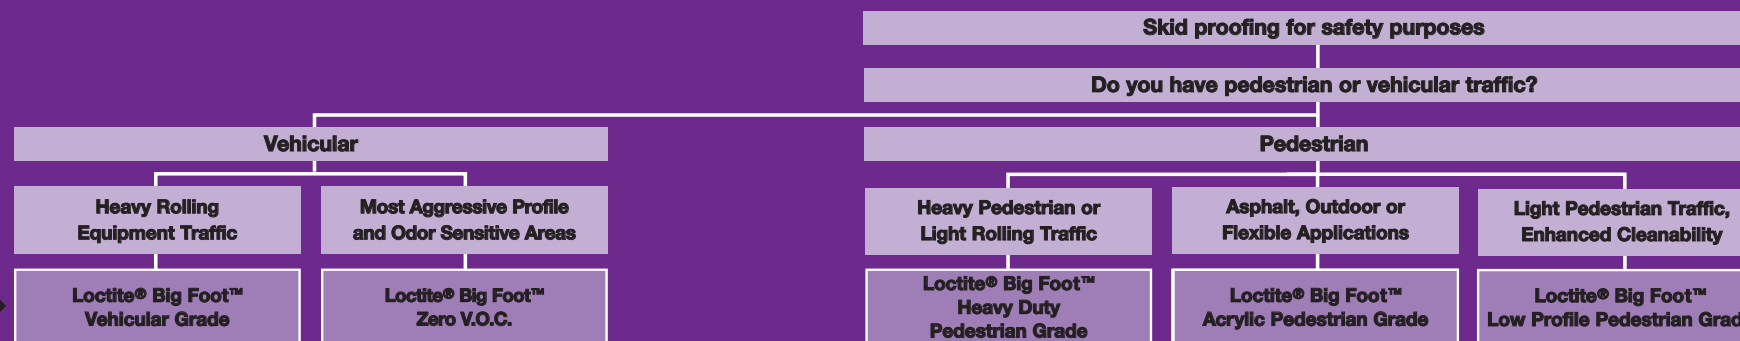 Skid proofing for safety purposes
Do you have pedestrian or vehicular traffic?
Vehicular
Pedestrian
Heavy Rolling
Equipment Traffic
Most Aggressive Profile
and Odor Sensitive Areas
Heavy Pedestrian or
Light Rolling Traffic
Asphalt, Outdoor or
Flexible Applications
Light Pedestrian Traffic,
Enhanced Cleanability
Loctite® Big Foot™
Vehicular Grade
Loctite® Big Foot™
Zero V.O.C.
Loctite® Big Foot™
Heavy Duty
Pedestrian Grade
Loctite® Big Foot™
Acrylic Pedestrian Grade
Loctite® Big Foot™
Low Profile Pedestrian Grad